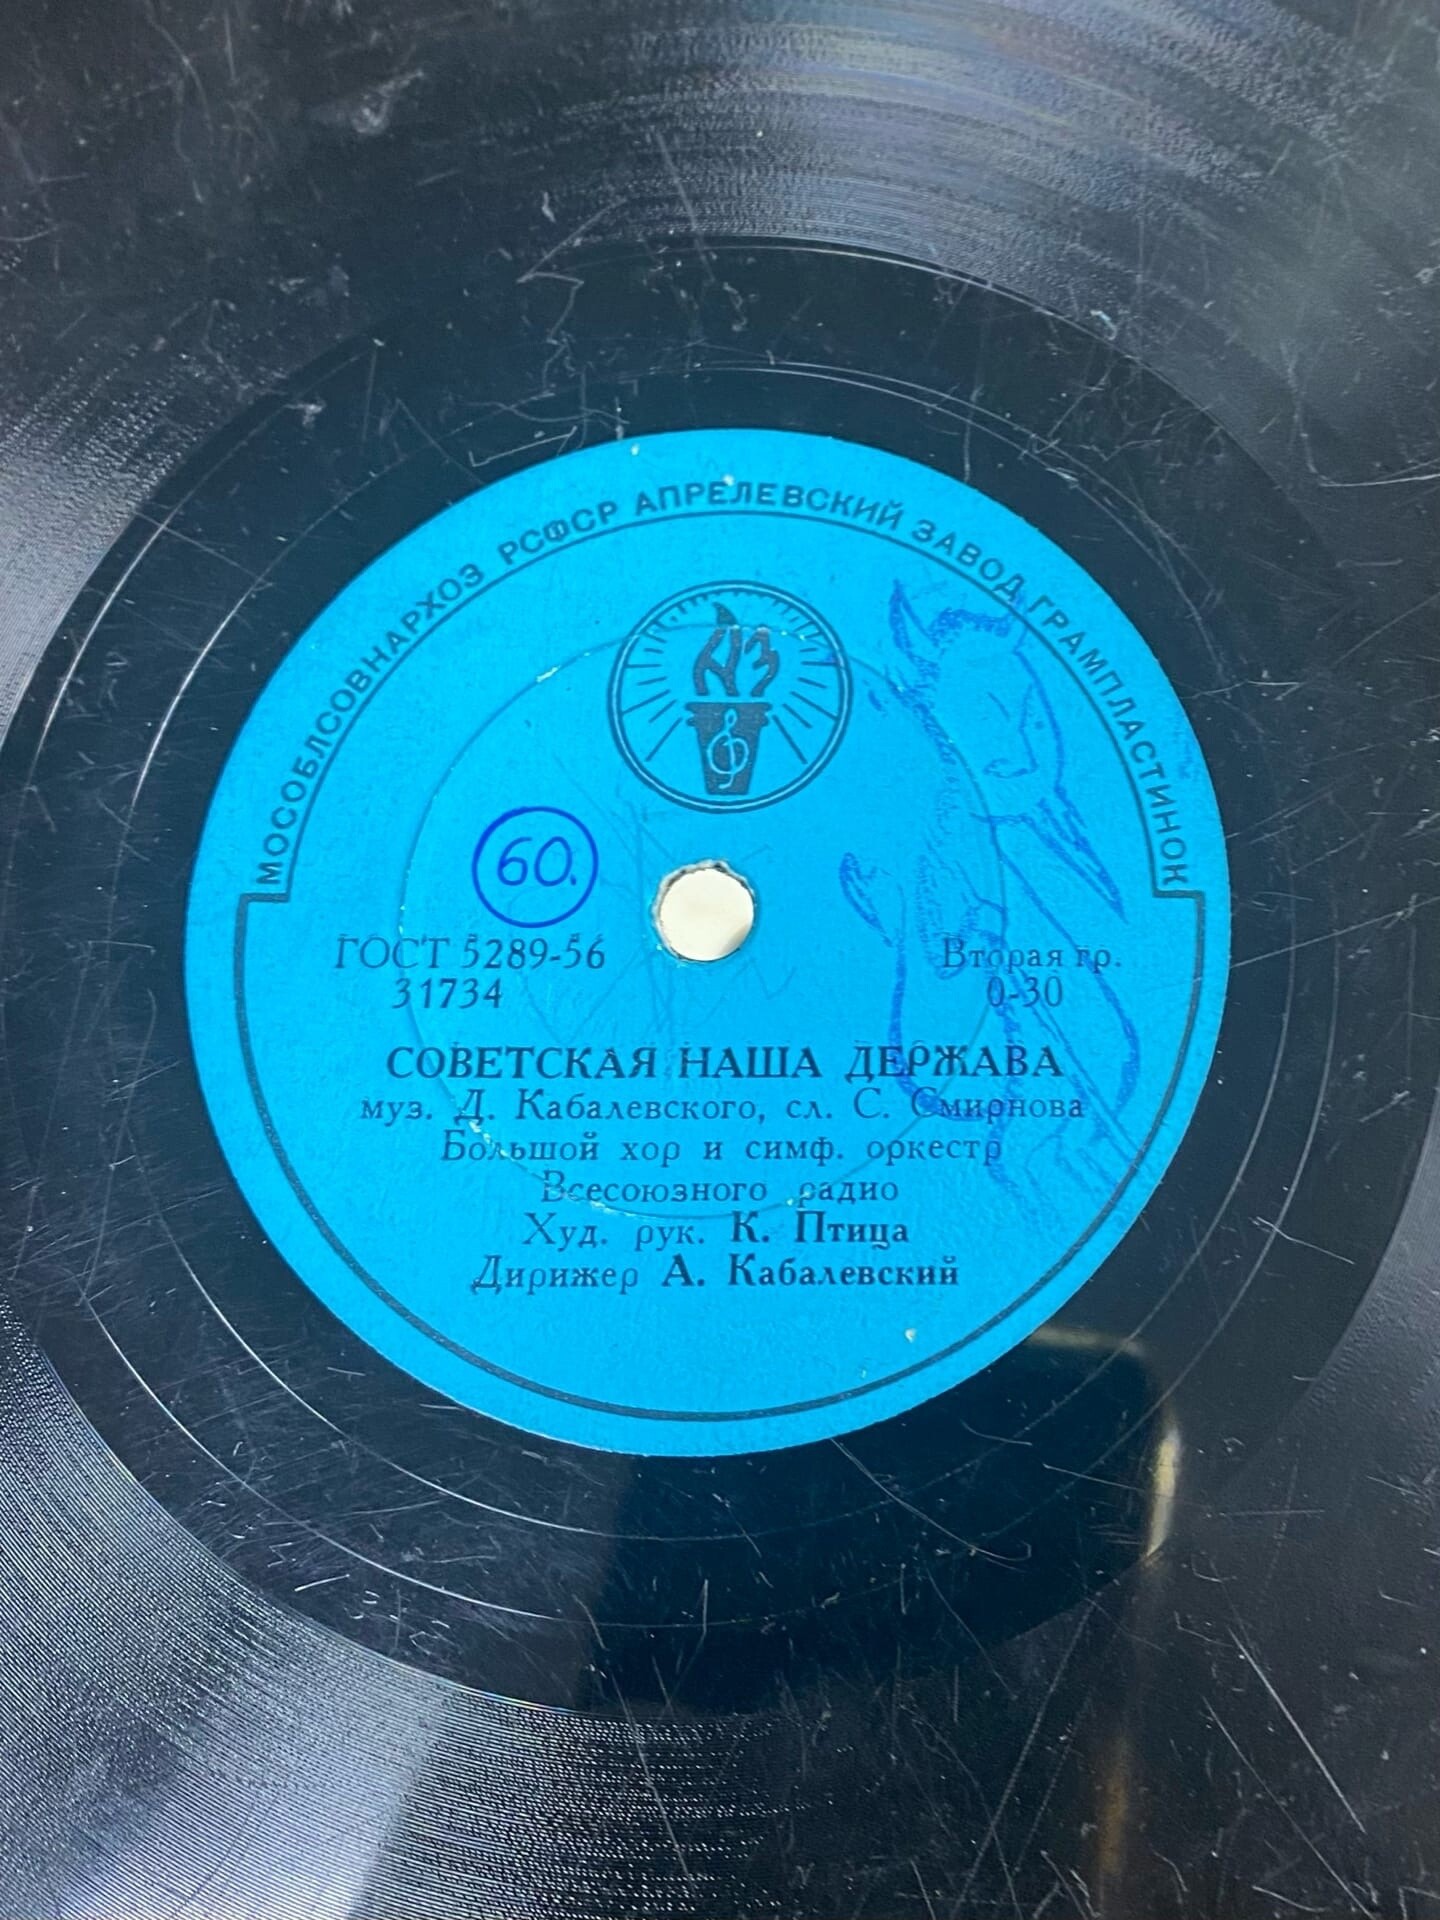 МОСОБЛСОВНАРХОЗ РСФСР АПРЕЛЕВСКИЙ ЗАВОД ГРАМПЛАСТИНОК
АЗ
60.
ГОСТ 5289-56
31734
Вторая гр.
0-30
СОВЕТСКАЯ НАША ДЕРЖАВА
муз. Д. Кабалевского, сл. С. Смирнова
Большой хор и симф. оркестр
Всесоюзного радио
Худ. рук. К. Птица
Дирижер А. Кабалевский